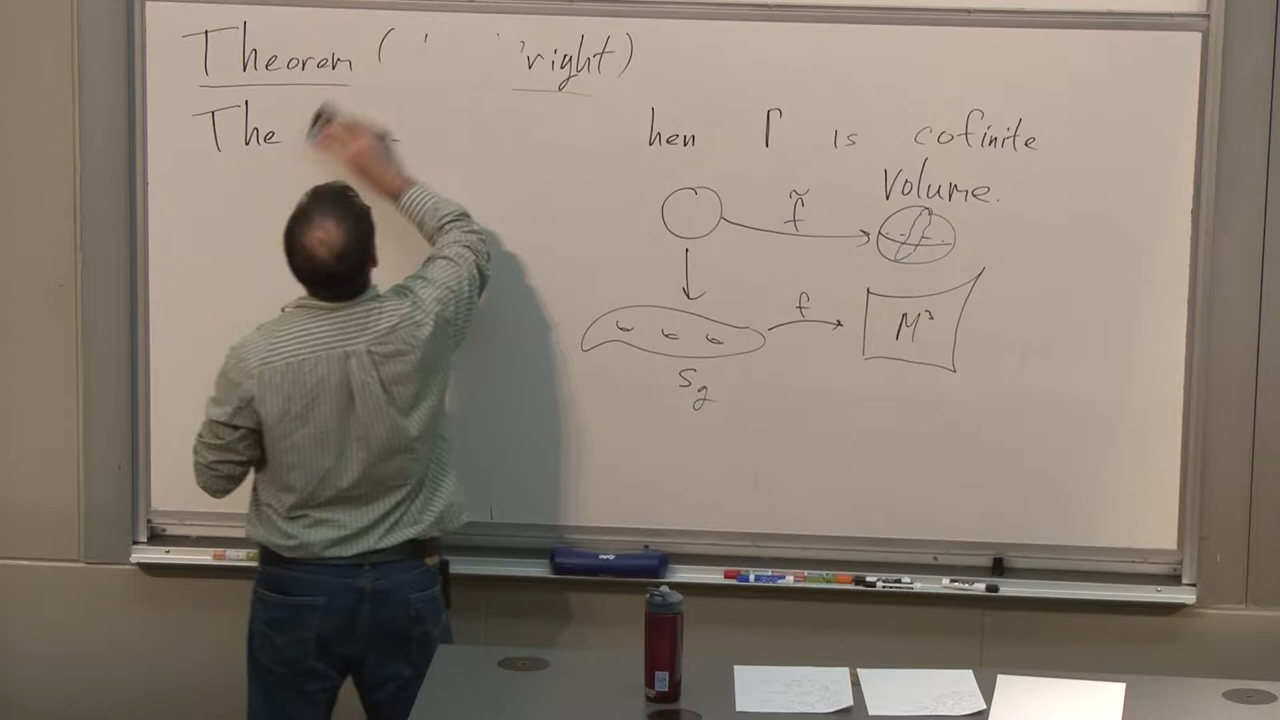 Theorem ( right)
The hen Γ is cofinite
Volume.
f̃
f
M³
Sg